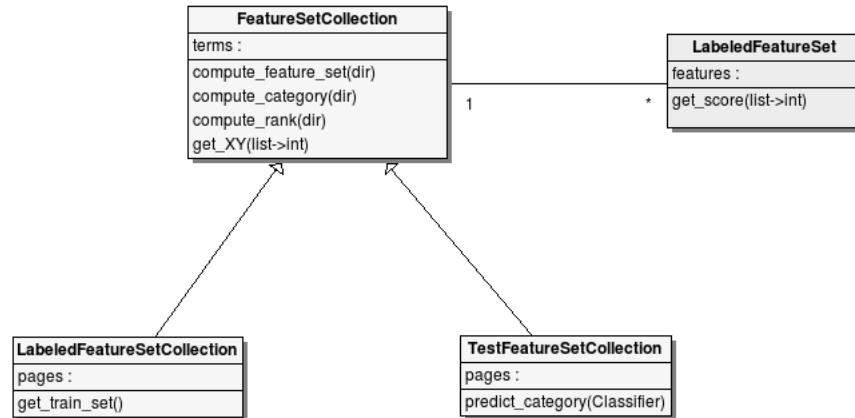 FeatureSetCollection
terms :
compute_feature_set(dir)
compute_category(dir)
compute_rank(dir)
get_XY(list->int)
LabeledFeatureSet
features :
get_score(list->int)
1
*
LabeledFeatureSetCollection
pages :
get_train_set()
TestFeatureSetCollection
pages :
predict_category(Classifier)